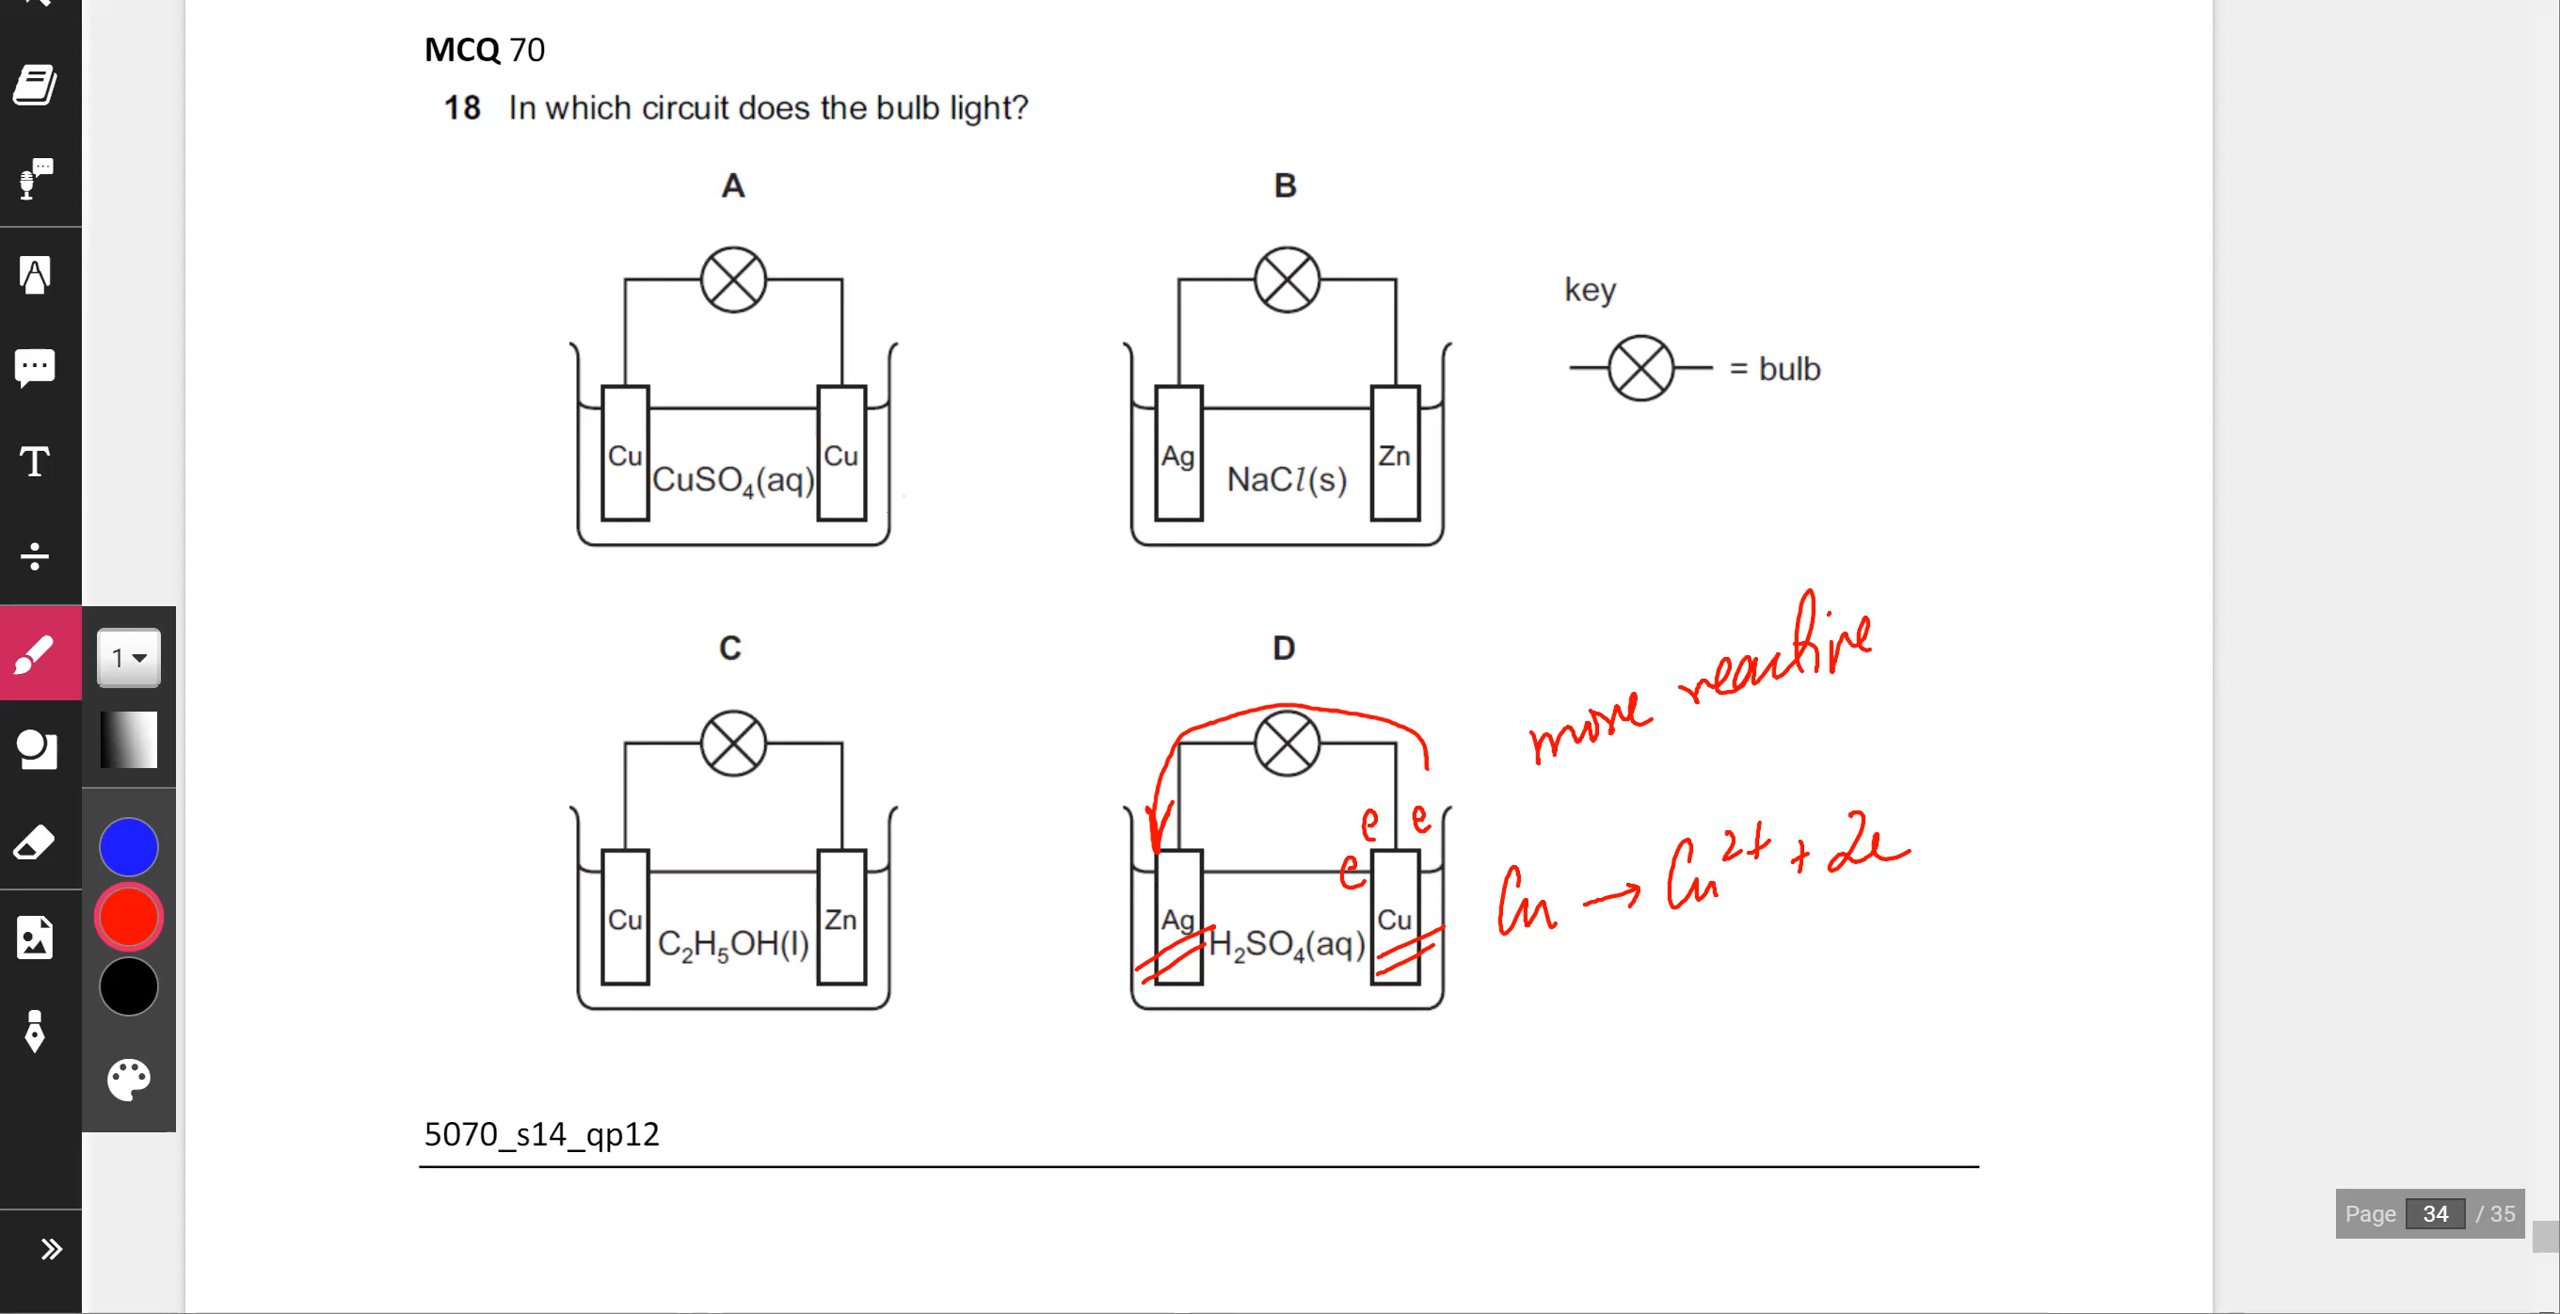 MCQ 70
18 In which circuit does the bulb light?
A
B
key
= bulb
Cu CuSO₄(aq) Cu
Ag NaCl(s) Zn
C
D
more reactive
e e
e
Cu → Cu²⁺ + 2e
Cu C₂H₅OH(l) Zn
Ag H₂SO₄(aq) Cu
5070_s14_qp12
T
1
Page 34 / 35